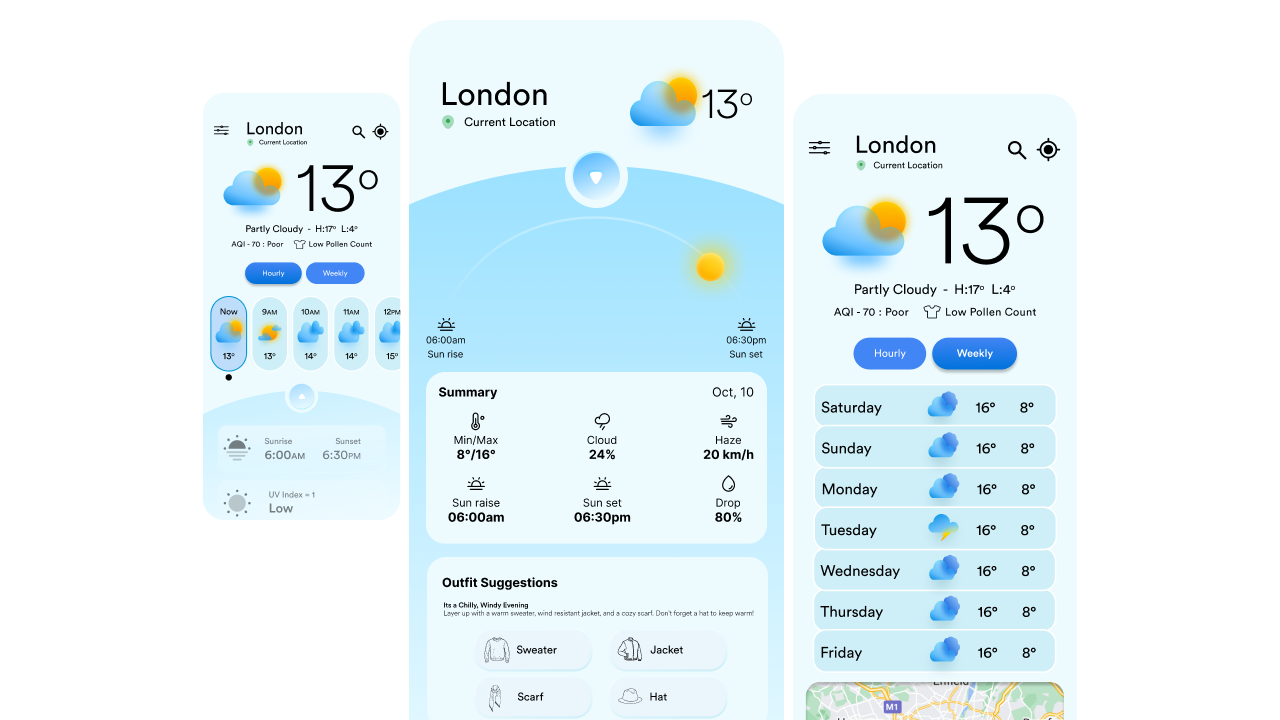 London
Current Location
13°
Partly Cloudy - H:17° L:4°
AQI - 70 : Poor Low Pollen Count
Hourly Weekly
Now 9AM 10AM 11AM 12PM
13° 13° 14° 14° 15°
Sunrise Sunset
6:00AM 6:30PM
UV Index = 1
Low
London
Current Location
13°
06:00am 06:30pm
Sun rise Sun set
Summary Oct, 10
Min/Max Cloud Haze
8°/16° 24% 20 km/h
Sun raise Sun set Drop
06:00am 06:30pm 80%
Outfit Suggestions
Its a Chilly, Windy Evening
Layer up with a warm sweater, wind resistant jacket, and a cozy scarf. Don't forget a hat to keep warm!
Sweater Jacket
Scarf Hat
London
Current Location
13°
Partly Cloudy - H:17° L:4°
AQI - 70 : Poor Low Pollen Count
Hourly Weekly
Saturday 16° 8°
Sunday 16° 8°
Monday 16° 8°
Tuesday 16° 8°
Wednesday 16° 8°
Thursday 16° 8°
Friday 16° 8°
Enfield
M1